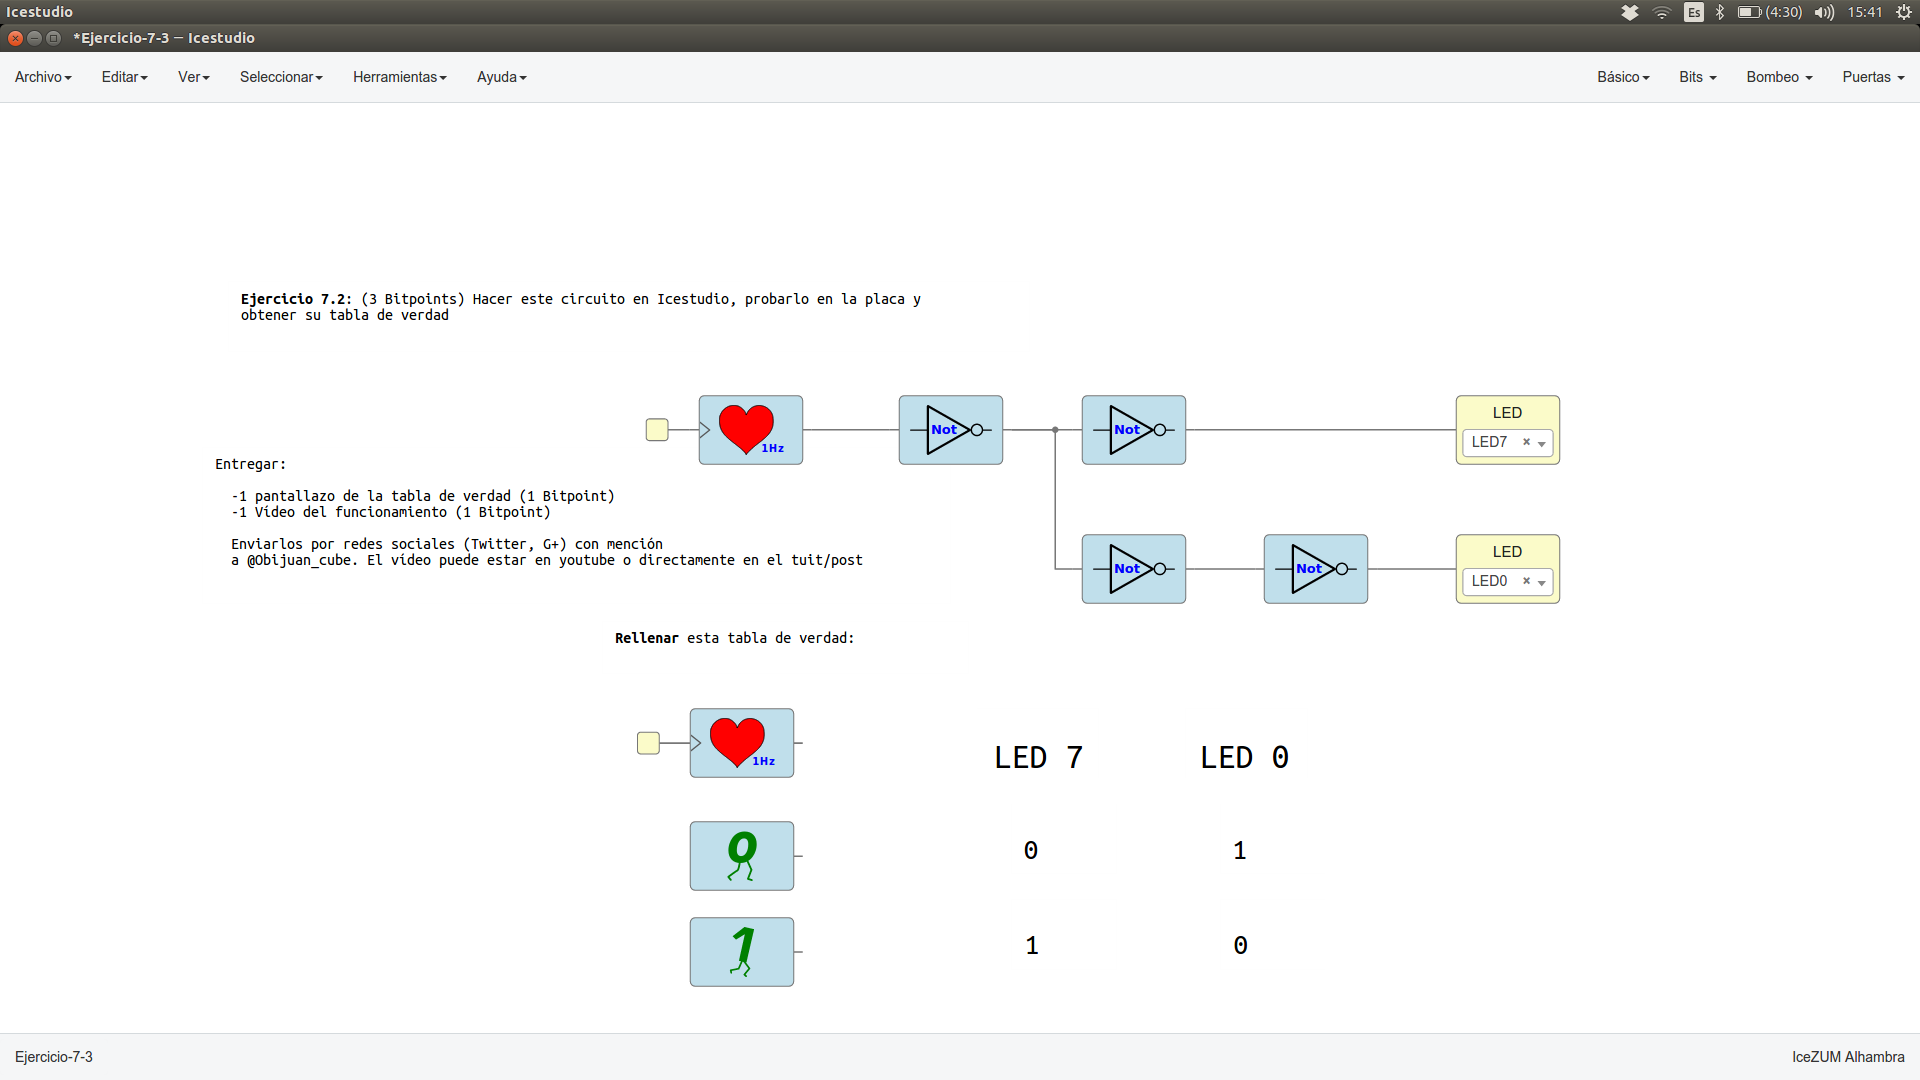 Icestudio
Es (4:30) 15:41
*Ejercicio-7-3 — Icestudio
Archivo Editar Ver Seleccionar Herramientas Ayuda Básico Bits Bombeo Puertas
Ejercicio 7.2: (3 Bitpoints) Hacer este circuito en Icestudio, probarlo en la placa y
obtener su tabla de verdad
1Hz
Not
Not
LED
LED7 ×
Entregar:
-1 pantallazo de la tabla de verdad (1 Bitpoint)
-1 Vídeo del funcionamiento (1 Bitpoint)
Enviarlos por redes sociales (Twitter, G+) con mención
a @Obijuan_cube. El vídeo puede estar en youtube o directamente en el tuit/post
Not
Not
LED
LED0 ×
Rellenar esta tabla de verdad:
1Hz
LED 7 LED 0
0 0 1
1 1 0
Ejercicio-7-3 IceZUM Alhambra